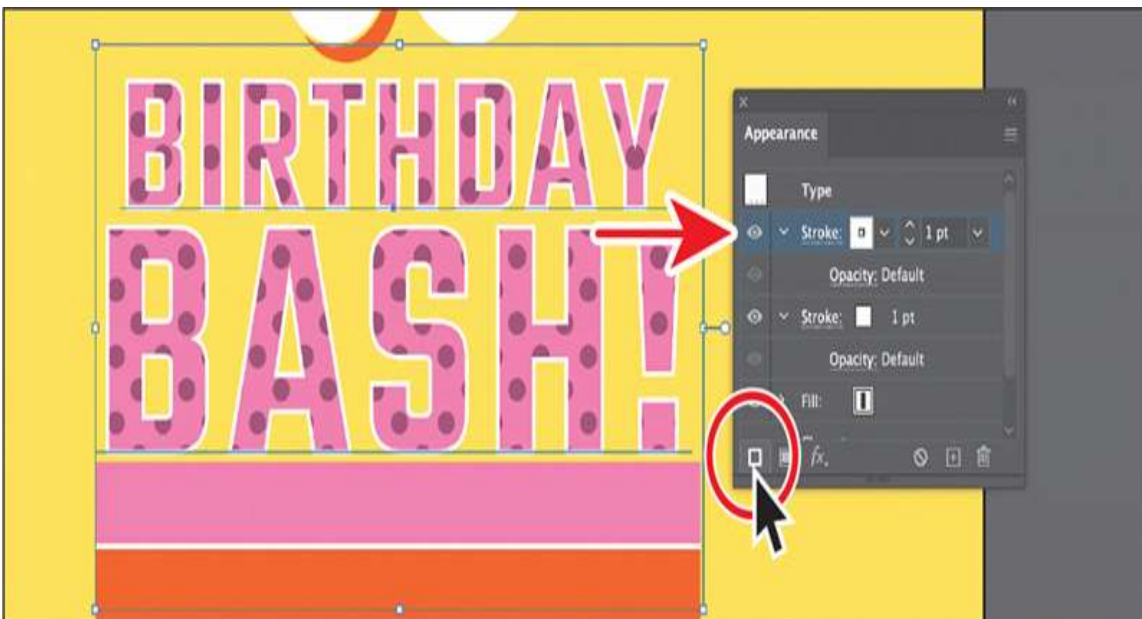 BIRTHDAY
BASH!
Appearance
Type
Stroke: 1 pt
Opacity: Default
Stroke: 1 pt
Opacity: Default
Fill:
fx.